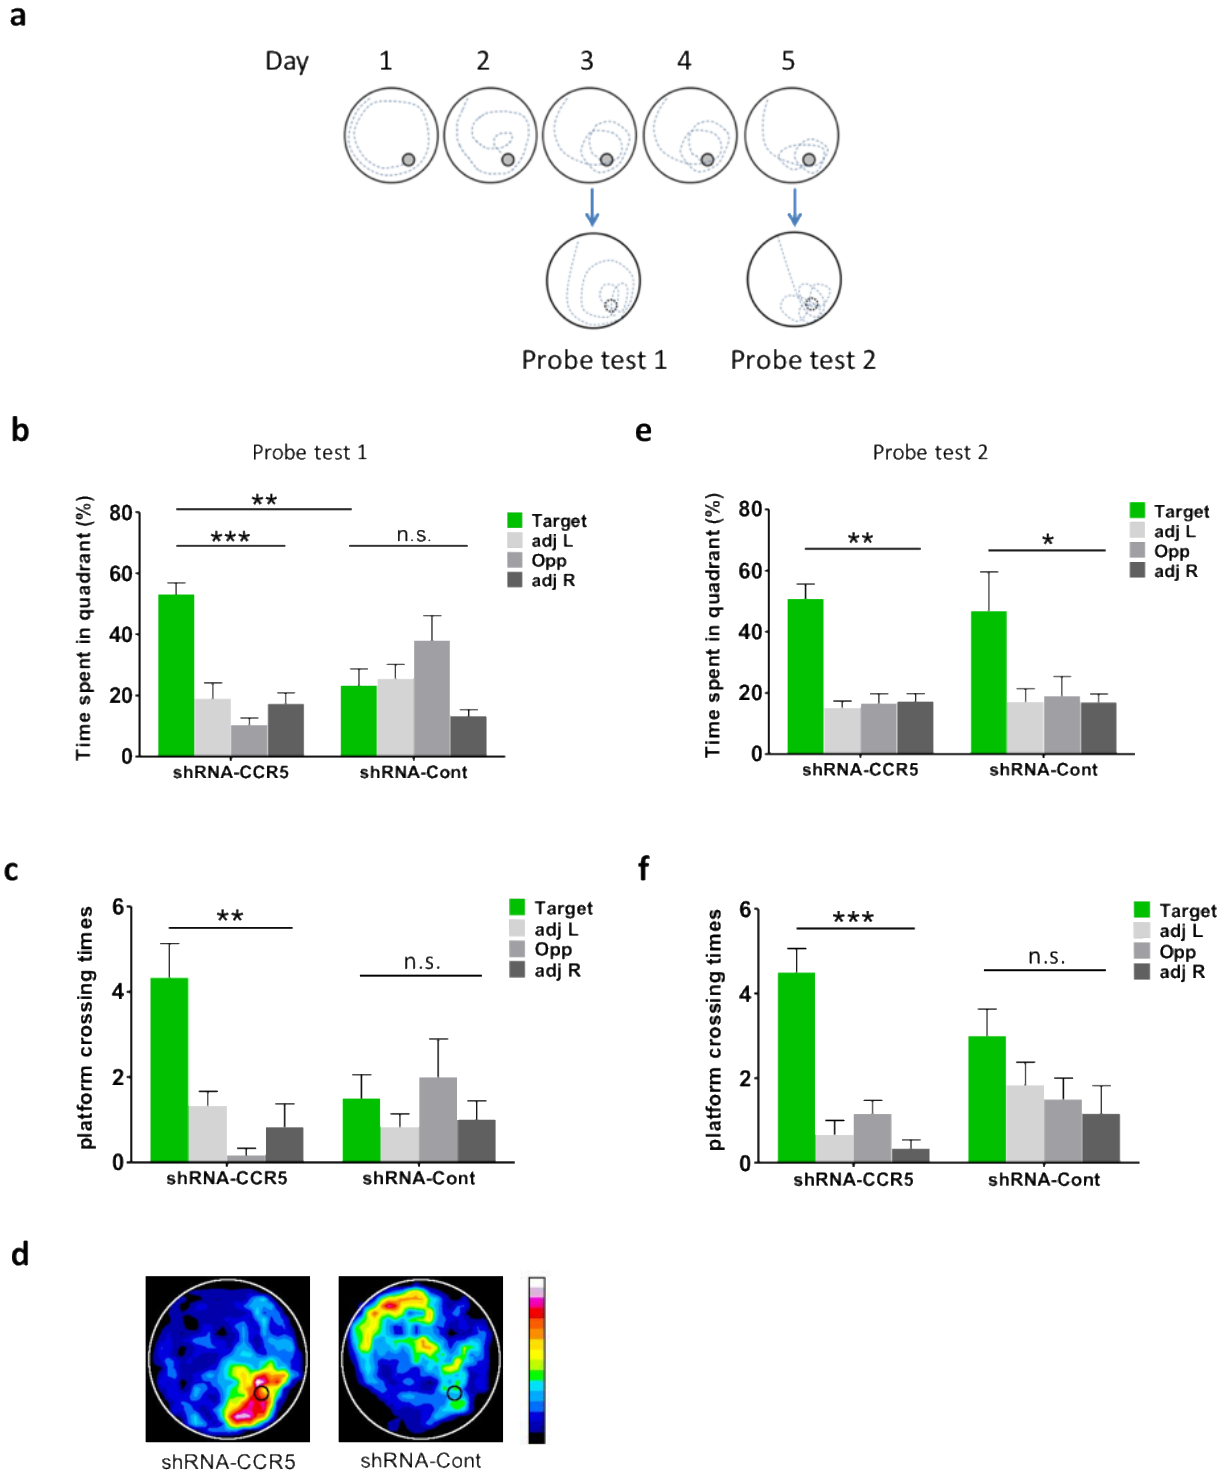 a
Day 1 2 3 4 5
Probe test 1 Probe test 2
b
Probe test 1
Time spent in quadrant (%)
80
60
40
20
0
**
***
n.s.
Target
adj L
Opp
adj R
shRNA-CCR5 shRNA-Cont
e
Probe test 2
Time spent in quadrant (%)
80
60
40
20
0
**
*
Target
adj L
Opp
adj R
shRNA-CCR5 shRNA-Cont
c
platform crossing times
6
4
2
0
**
n.s.
Target
adj L
Opp
adj R
shRNA-CCR5 shRNA-Cont
f
platform crossing times
6
4
2
0
***
n.s.
Target
adj L
Opp
adj R
shRNA-CCR5 shRNA-Cont
d
shRNA-CCR5 shRNA-Cont